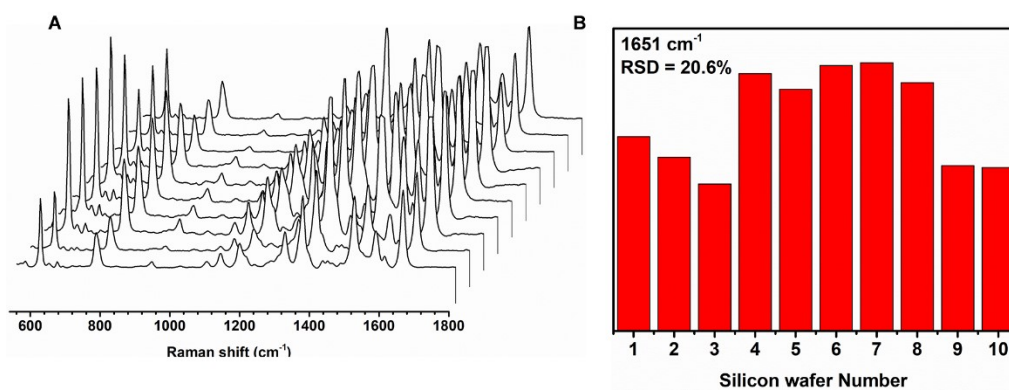 A
600 800 1000 1200 1400 1600 1800
Raman shift (cm⁻¹)
B
1651 cm⁻¹
RSD = 20.6%
1 2 3 4 5 6 7 8 9 10
Silicon wafer Number